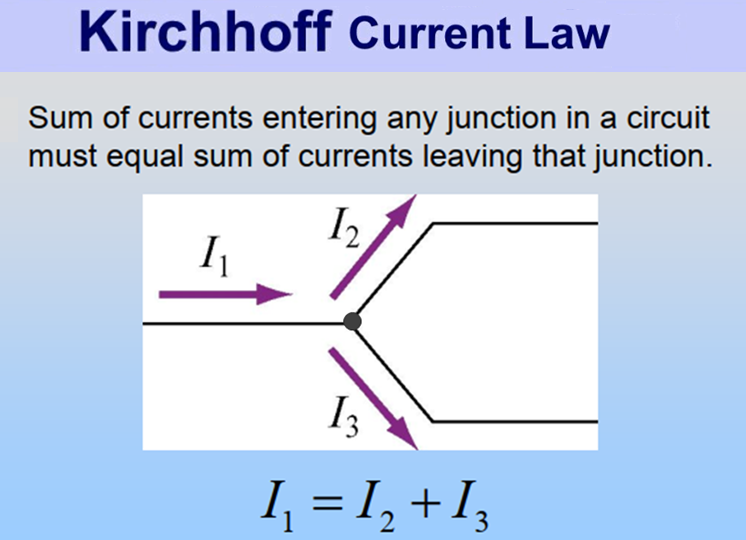 Kirchhoff Current Law
Sum of currents entering any junction in a circuit
must equal sum of currents leaving that junction.
I₂
I₁
I₃
I₁ = I₂ + I₃